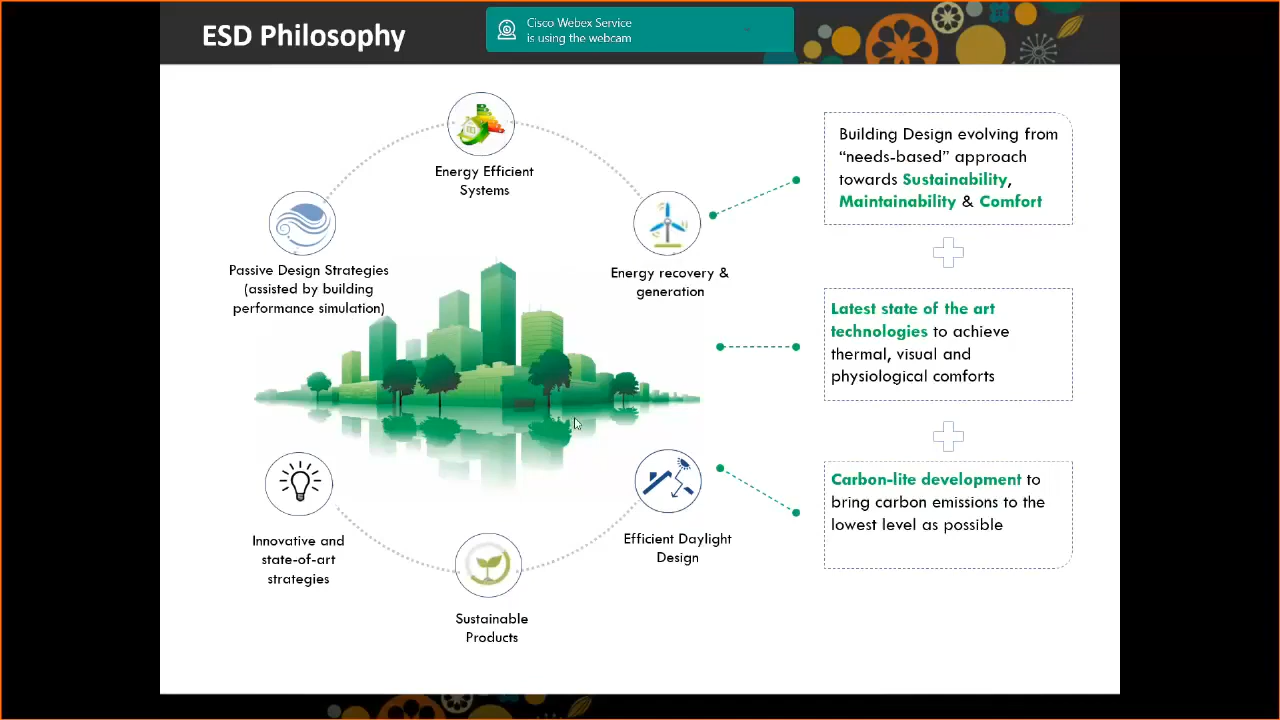 ESD Philosophy
Cisco Webex Service
is using the webcam
Energy Efficient
Systems
Passive Design Strategies
(assisted by building
performance simulation)
Energy recovery &
generation
Innovative and
state-of-art
strategies
Sustainable
Products
Efficient Daylight
Design
Building Design evolving from
“needs-based” approach
towards Sustainability,
Maintainability & Comfort
Latest state of the art
technologies to achieve
thermal, visual and
physiological comforts
Carbon-lite development to
bring carbon emissions to the
lowest level as possible